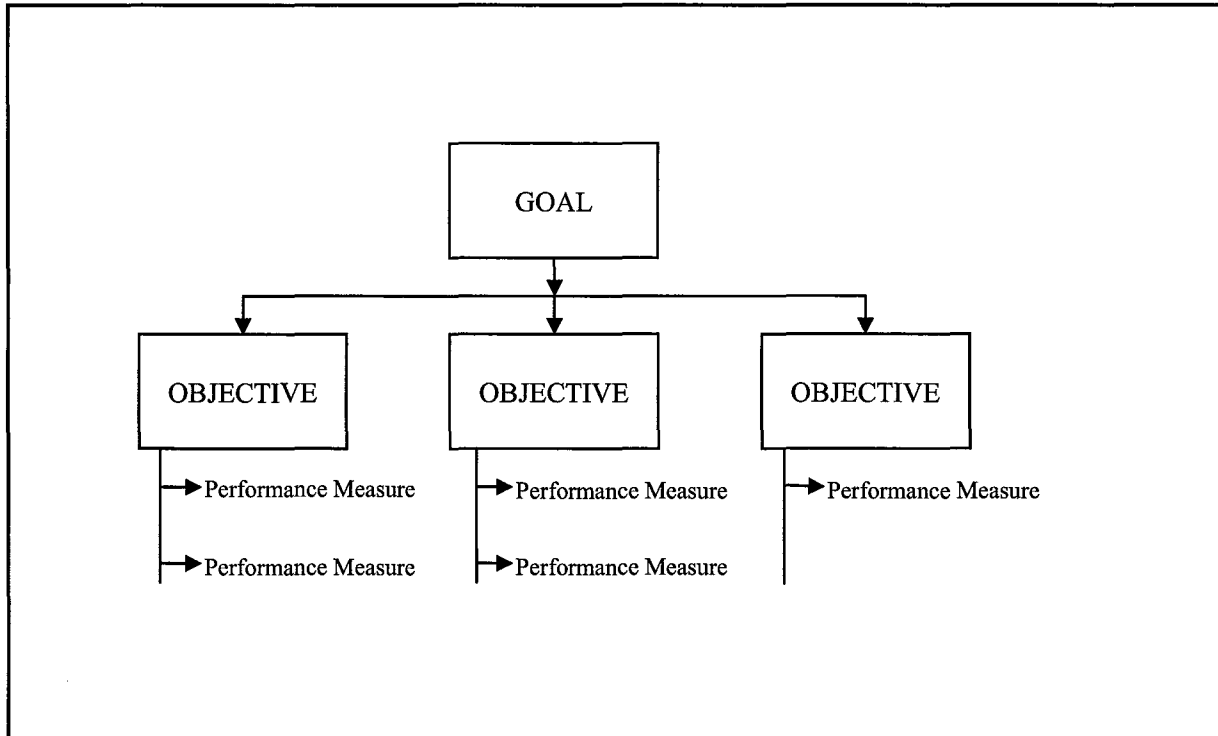 GOAL
OBJECTIVE OBJECTIVE OBJECTIVE
Performance Measure Performance Measure Performance Measure
Performance Measure Performance Measure